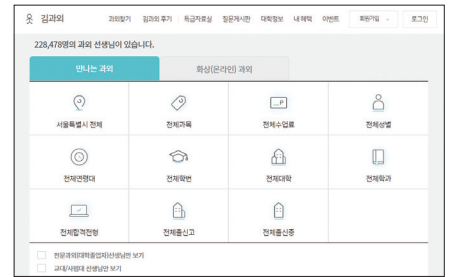 김과외
과외찾기 김과외 후기 특급자료실 질문게시판 대학정보 내 혜택 이벤트 회원가입 로그인
228,478명의 과외 선생님이 있습니다.
만나는 과외 화상(온라인) 과외
서울특별시 전체 전체과목 전체수업료 전체성별
전체연령대 전체학번 전체대학 전체학과
전체합격전형 전체출신고 전체출신중
전문과외(대학졸업자)선생님만 보기
교대/사범대 선생님만 보기